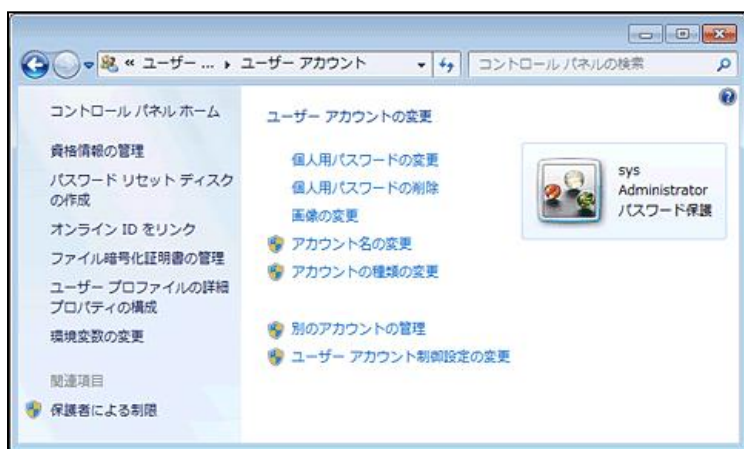 « ユーザー ... ▸ ユーザー アカウント
コントロール パネルの検索
コントロール パネル ホーム
資格情報の管理
パスワード リセット ディスク
の作成
オンライン ID をリンク
ファイル暗号化証明書の管理
ユーザー プロファイルの詳細
プロパティの構成
環境変数の変更
関連項目
保護者による制限
ユーザー アカウントの変更
個人用パスワードの変更
個人用パスワードの削除
画像の変更
アカウント名の変更
アカウントの種類の変更
別のアカウントの管理
ユーザー アカウント制御設定の変更
sys
Administrator
パスワード保護